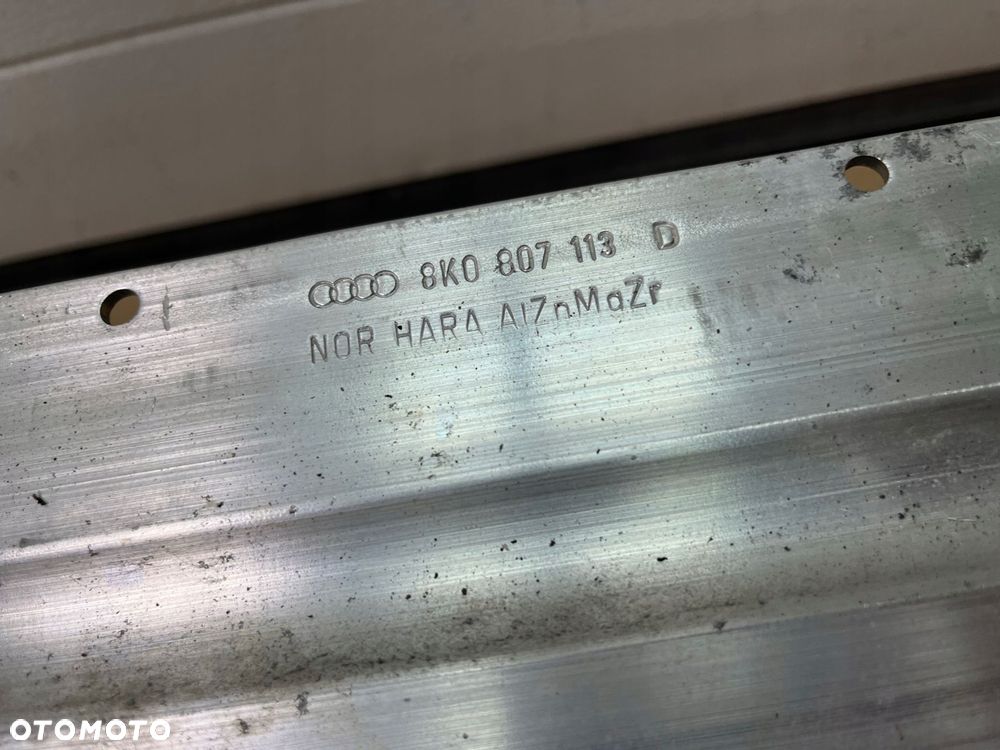 8K0 807 113 D
NOR HARA AlZnMgZr
OTOMOTO